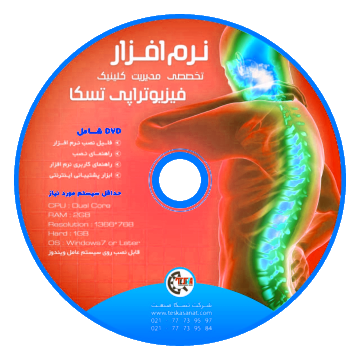 نرم افزار
تخصصی مدیریت کلینیک
فیزیوتراپی تسکا
DVD شامل
فایل نصب نرم افزار
راهنمای نصب
راهنمای کاربری نرم افزار
ابزار پشتیبانی اینترنتی
حداقل سیستم مورد نیاز
CPU : Dual Core
RAM : 2GB
Resolution : 1366*768
Hard : 1GB
OS : Windows7 or Later
قابل نصب روی سیستم عامل ویندوز
شرکت تسکا صنعت
www.teskasanat.com
021 77 73 95 97
021 77 73 95 84